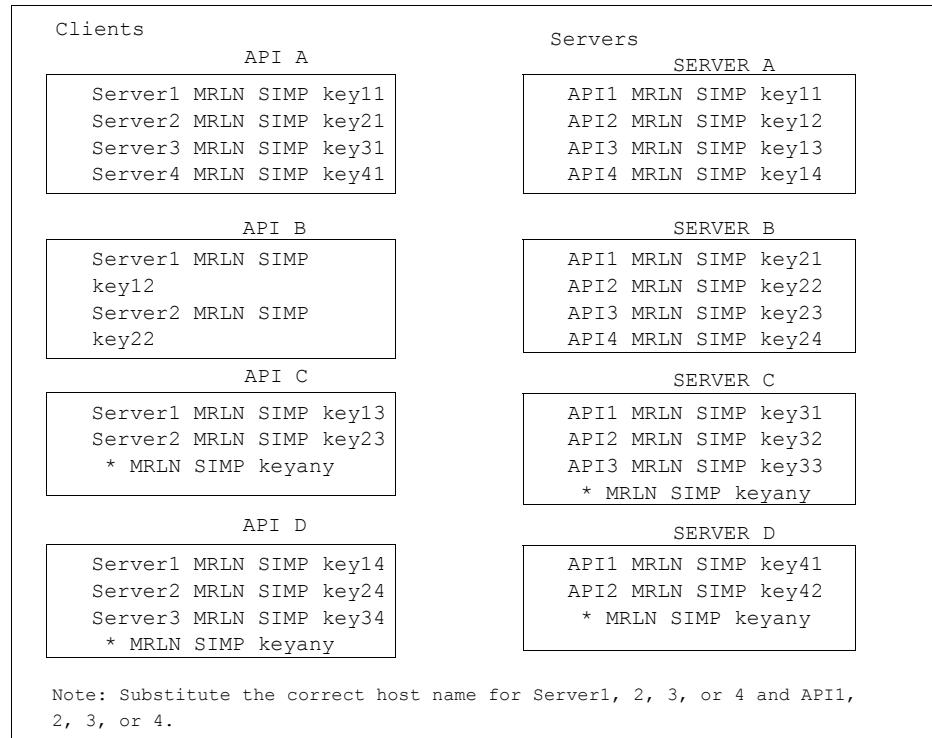 Clients
API A
Server1 MRLN SIMP key11
Server2 MRLN SIMP key21
Server3 MRLN SIMP key31
Server4 MRLN SIMP key41
API B
Server1 MRLN SIMP
key12
Server2 MRLN SIMP
key22
API C
Server1 MRLN SIMP key13
Server2 MRLN SIMP key23
* MRLN SIMP keyany
API D
Server1 MRLN SIMP key14
Server2 MRLN SIMP key24
Server3 MRLN SIMP key34
* MRLN SIMP keyany
Servers
SERVER A
API1 MRLN SIMP key11
API2 MRLN SIMP key12
API3 MRLN SIMP key13
API4 MRLN SIMP key14
SERVER B
API1 MRLN SIMP key21
API2 MRLN SIMP key22
API3 MRLN SIMP key23
API4 MRLN SIMP key24
SERVER C
API1 MRLN SIMP key31
API2 MRLN SIMP key32
API3 MRLN SIMP key33
* MRLN SIMP keyany
SERVER D
API1 MRLN SIMP key41
API2 MRLN SIMP key42
* MRLN SIMP keyany
Note: Substitute the correct host name for Server1, 2, 3, or 4 and API1,
2, 3, or 4.